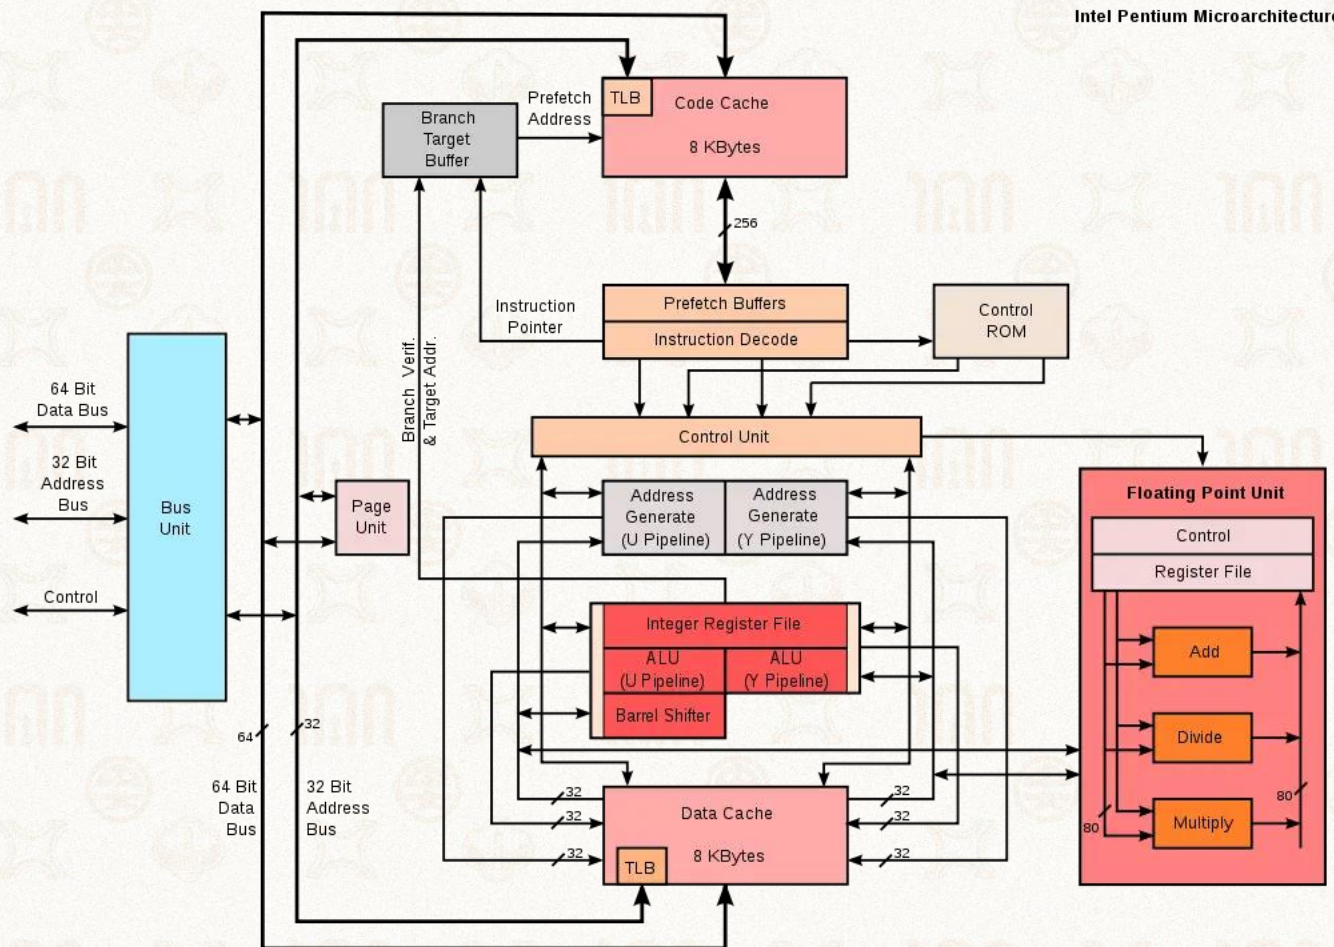 Intel Pentium Microarchitecture
TLB
Code Cache
8 KBytes
Prefetch
Address
Branch
Target
Buffer
256
Prefetch Buffers
Instruction Decode
Instruction
Pointer
Control
ROM
Branch Verif.
& Target Addr.
Control Unit
64 Bit
Data Bus
32 Bit
Address
Bus
Control
Bus
Unit
Page
Unit
Address
Generate
(U Pipeline)
Address
Generate
(Y Pipeline)
Integer Register File
ALU
(U Pipeline)
ALU
(Y Pipeline)
Barrel Shifter
Floating Point Unit
Control
Register File
Add
Divide
Multiply
80
80
64
32
64 Bit
Data
Bus
32 Bit
Address
Bus
32
32
32
32
32
32
Data Cache
8 KBytes
TLB